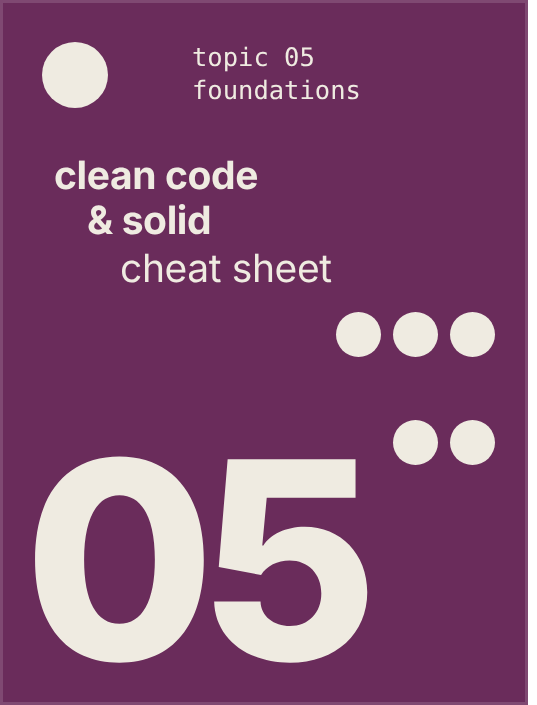 topic 05
foundations
clean code
& solid
cheat sheet
05